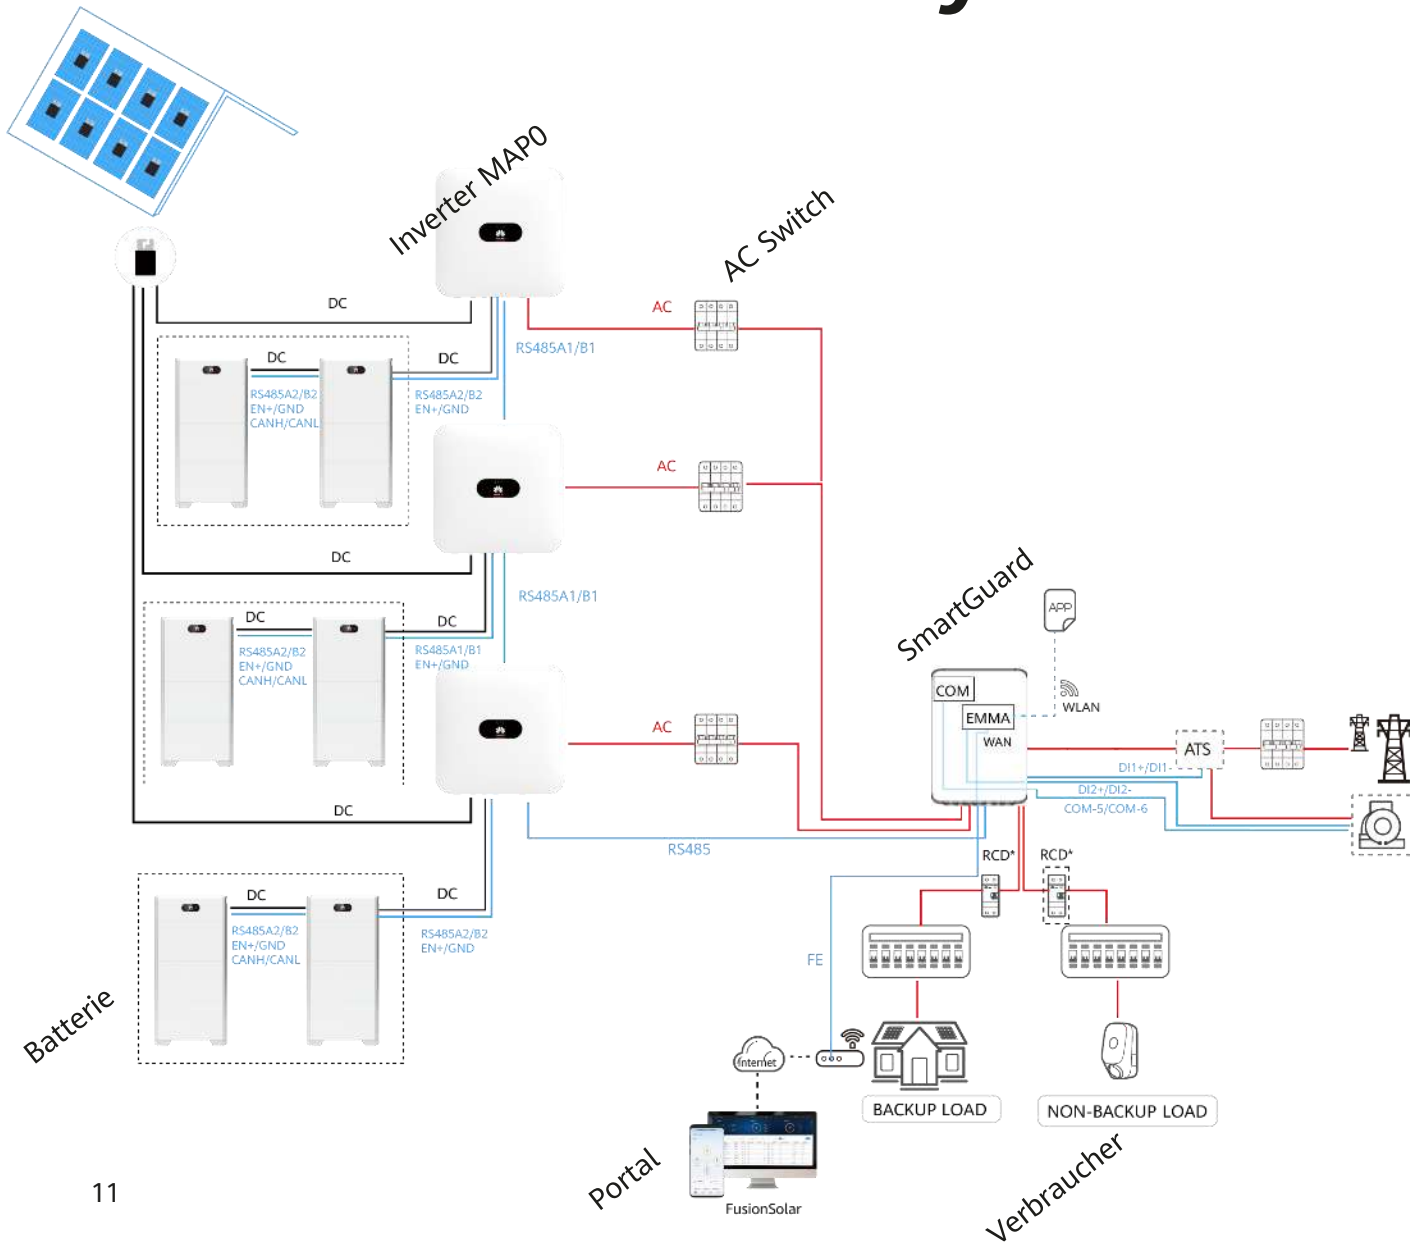 Inverter MAP0
AC Switch
DC
AC
RS485A1/B1
DC
DC
RS485A2/B2
EN+/GND
CANH/CANL
RS485A2/B2
EN+/GND
AC
DC
RS485A1/B1
DC
DC
RS485A2/B2
EN+/GND
CANH/CANL
RS485A1/B1
EN+/GND
SmartGuard
APP
WLAN
COM
EMMA
WAN
AC
ATS
DI1+/DI1-
DI2+/DI2-
COM-5/COM-6
DC
RS485
RCD*
RCD*
DC
DC
RS485A2/B2
EN+/GND
CANH/CANL
RS485A2/B2
EN+/GND
FE
Batterie
Internet
BACKUP LOAD
NON-BACKUP LOAD
Portal
FusionSolar
Verbraucher
11